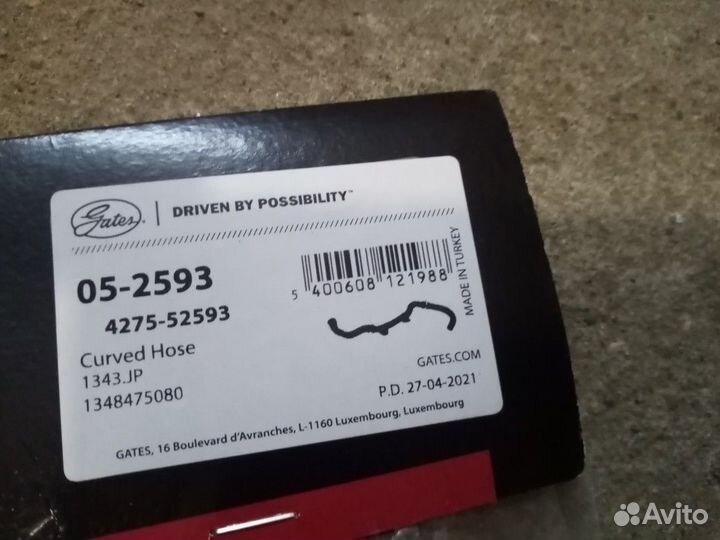 Gates | DRIVEN BY POSSIBILITY™
05-2593
4275-52593
5 400608 121988
MADE IN TURKEY
Curved Hose
1343.JP
1348475080
GATES.COM
P.D. 27-04-2021
GATES, 16 Boulevard d'Avranches, L-1160 Luxembourg, Luxembourg
Avito